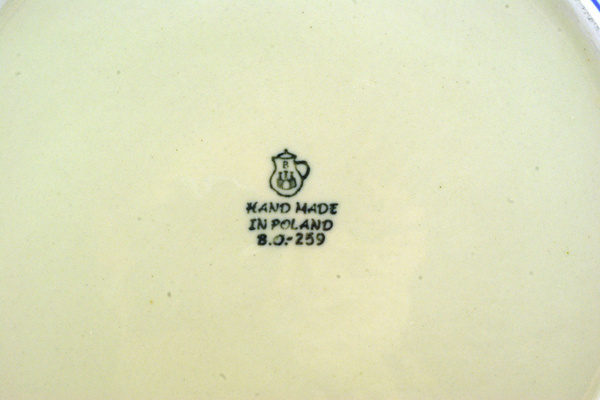 B
HAND MADE
IN POLAND
B.O.-259